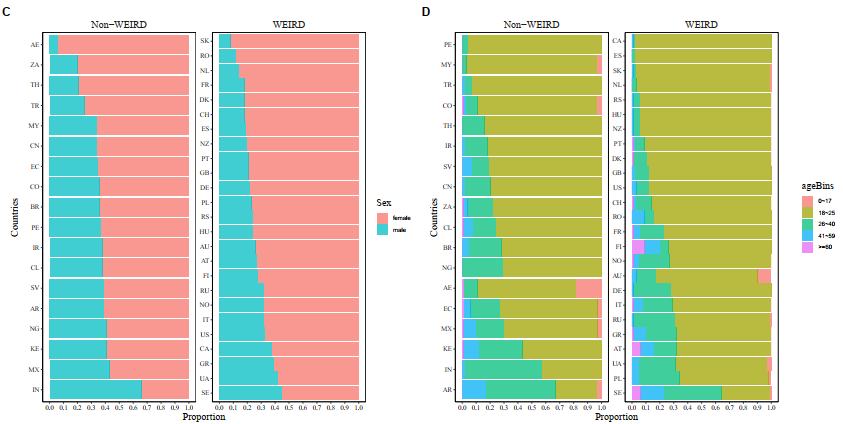 C
Non-WEIRD
WEIRD
Countries
AE
ZA
TH
TR
MY
CN
EC
CO
BR
PE
IR
CL
SV
AR
NG
KE
MX
IN
0.0 0.1 0.2 0.3 0.4 0.5 0.6 0.7 0.8 0.9 1.0
SK
RO
NL
FR
DK
CH
ES
NZ
PT
GB
DE
PL
RS
HU
AU
AT
FI
RU
NO
IT
US
CA
GR
UA
SE
0.0 0.1 0.2 0.3 0.4 0.5 0.6 0.7 0.8 0.9 1.0
Proportion
Sex
female
male
D
Non-WEIRD
WEIRD
Countries
PE
MY
TR
CO
TH
IR
SV
CN
ZA
CL
BR
NG
AE
EC
MX
KE
IN
AR
0.0 0.1 0.2 0.3 0.4 0.5 0.6 0.7 0.8 0.9 1.0
CA
ES
SK
NL
RS
HU
NZ
PT
DK
GB
US
CH
RO
FR
FI
NO
AU
DE
IT
RU
GR
AT
UA
PL
SE
0.0 0.1 0.2 0.3 0.4 0.5 0.6 0.7 0.8 0.9 1.0
Proportion
ageBins
0~17
18~25
26~40
41~59
>=60